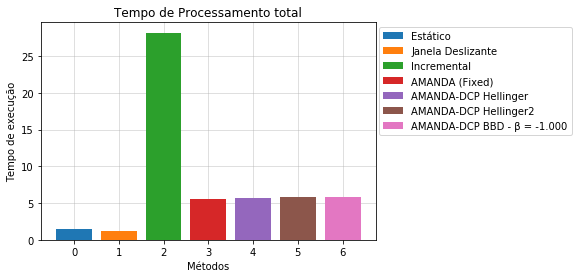 Tempo de Processamento total
Estático
Janela Deslizante
Incremental
AMANDA (Fixed)
AMANDA-DCP Hellinger
AMANDA-DCP Hellinger2
AMANDA-DCP BBD - β = -1.000
Tempo de execução
25
20
15
10
5
0
0 1 2 3 4 5 6
Métodos